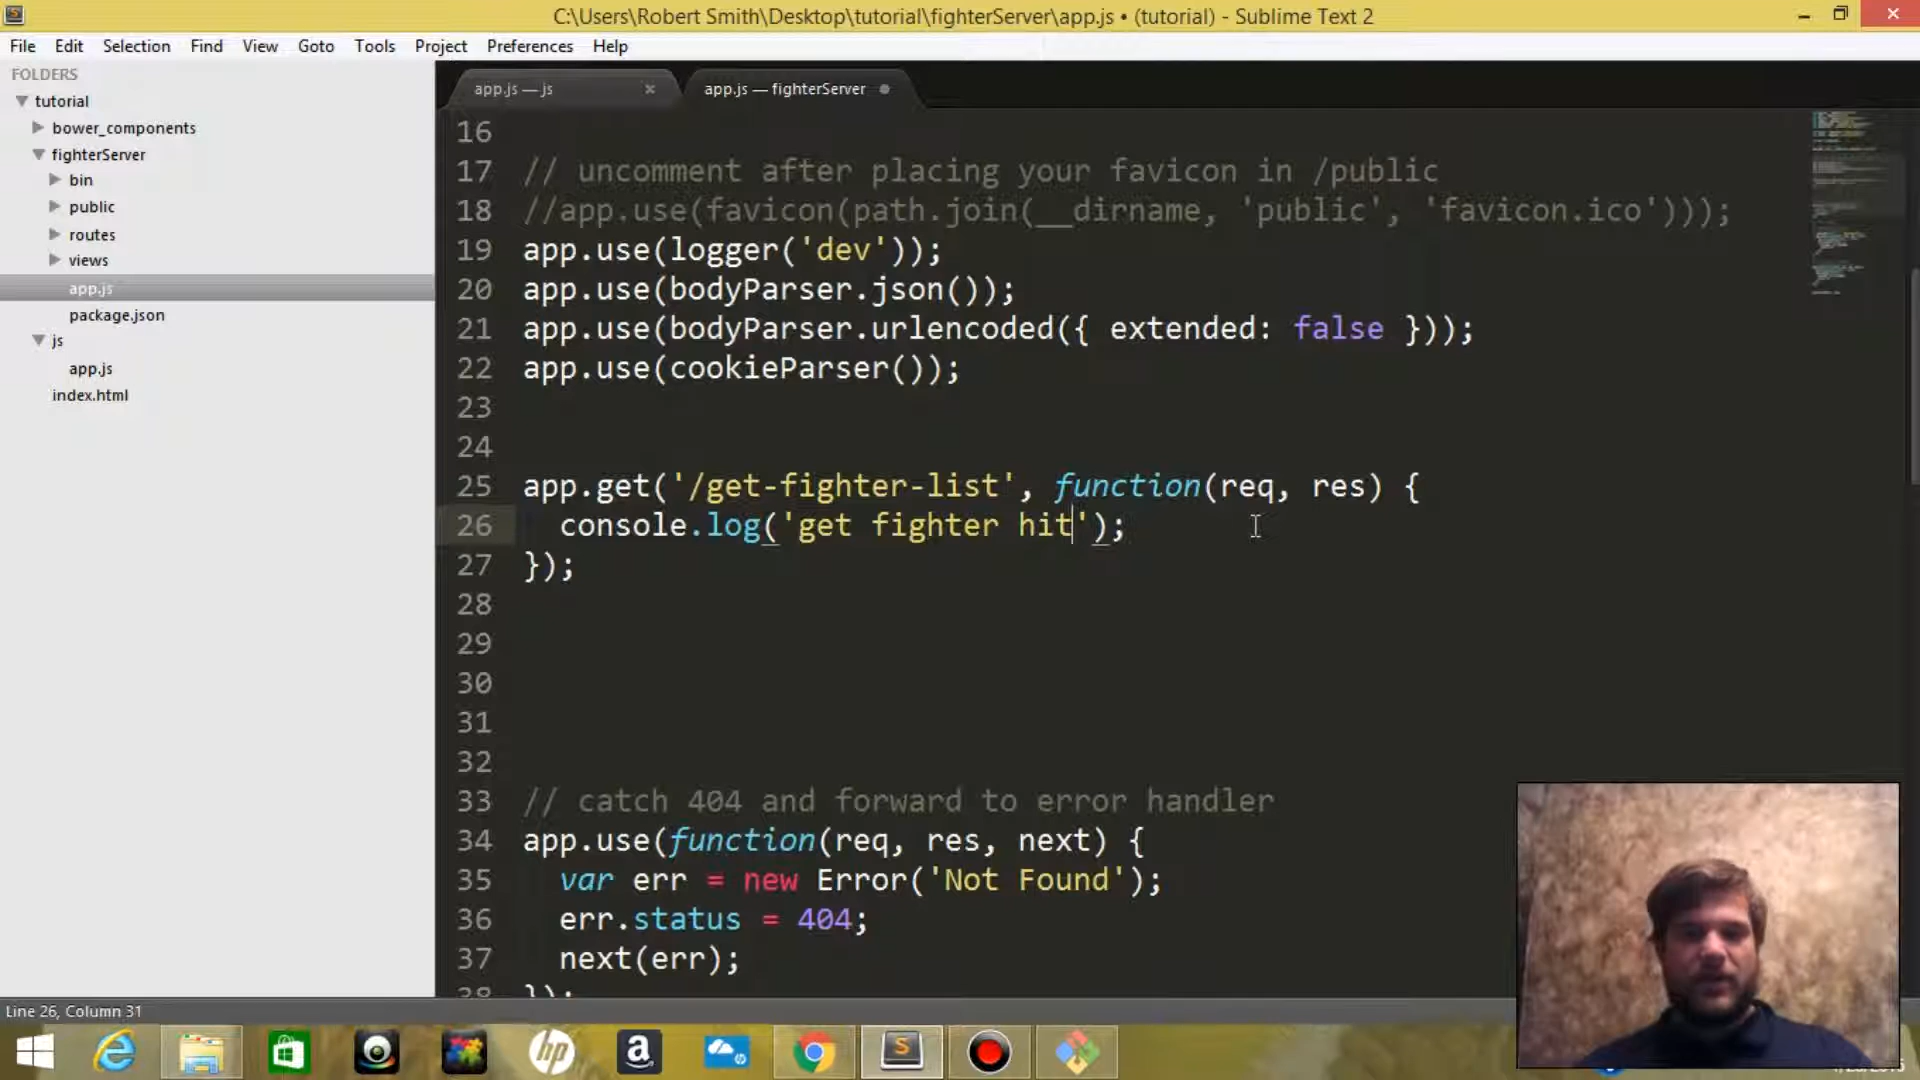 C:\Users\Robert Smith\Desktop\tutorial\fighterServer\app.js • (tutorial) - Sublime Text 2
File Edit Selection Find View Goto Tools Project Preferences Help
FOLDERS
tutorial
bower_components
fighterServer
bin
public
routes
views
app.js
package.json
js
app.js
index.html
app.js — js
app.js — fighterServer
16
17 // uncomment after placing your favicon in /public
18 //app.use(favicon(path.join(__dirname, 'public', 'favicon.ico')));
19 app.use(logger('dev'));
20 app.use(bodyParser.json());
21 app.use(bodyParser.urlencoded({ extended: false }));
22 app.use(cookieParser());
23
24
25 app.get('/get-fighter-list', function(req, res) {
26 console.log('get fighter hit');
27 });
28
29
30
31
32
33 // catch 404 and forward to error handler
34 app.use(function(req, res, next) {
35 var err = new Error('Not Found');
36 err.status = 404;
37 next(err);
38 });
Line 26, Column 31